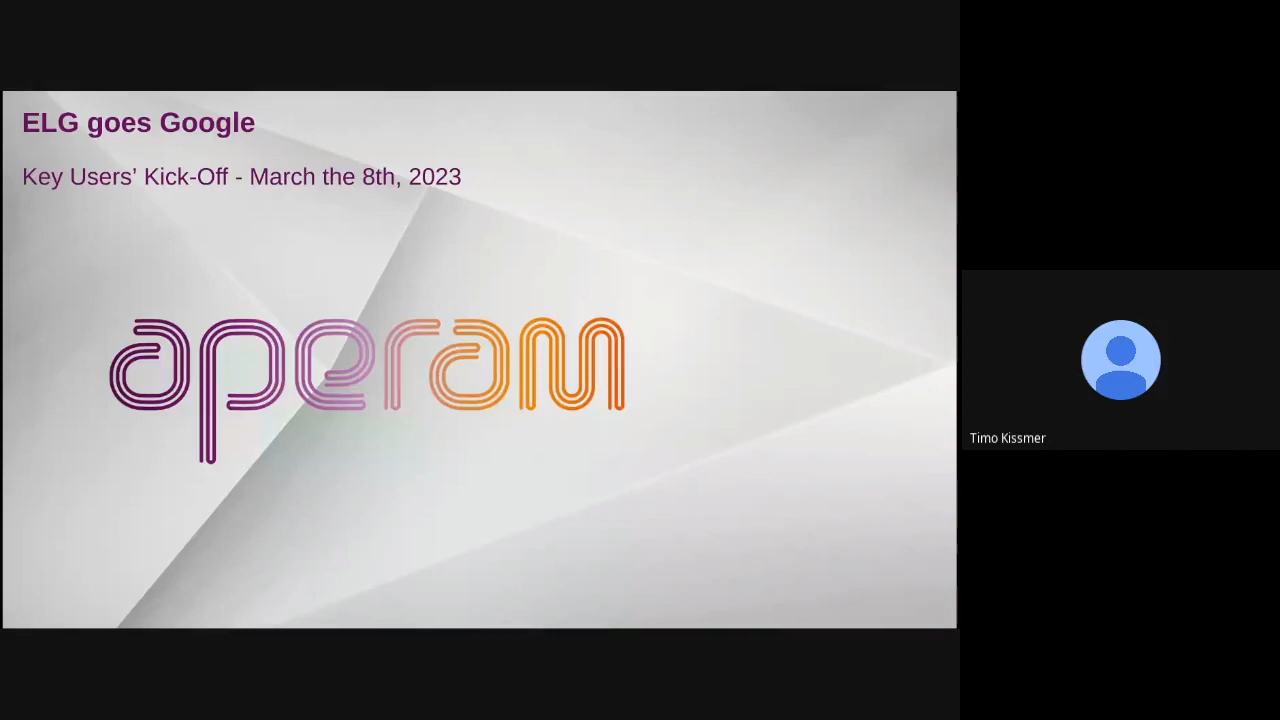 ELG goes Google
Key Users’ Kick-Off - March the 8th, 2023
aperam
Timo Kissmer